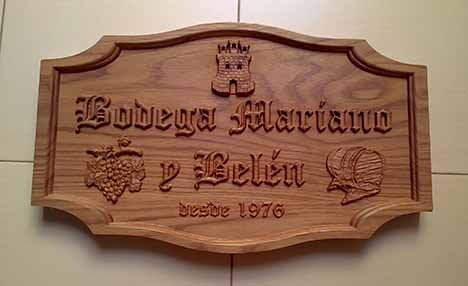 Bodega Mariano
y Belén
desde 1976